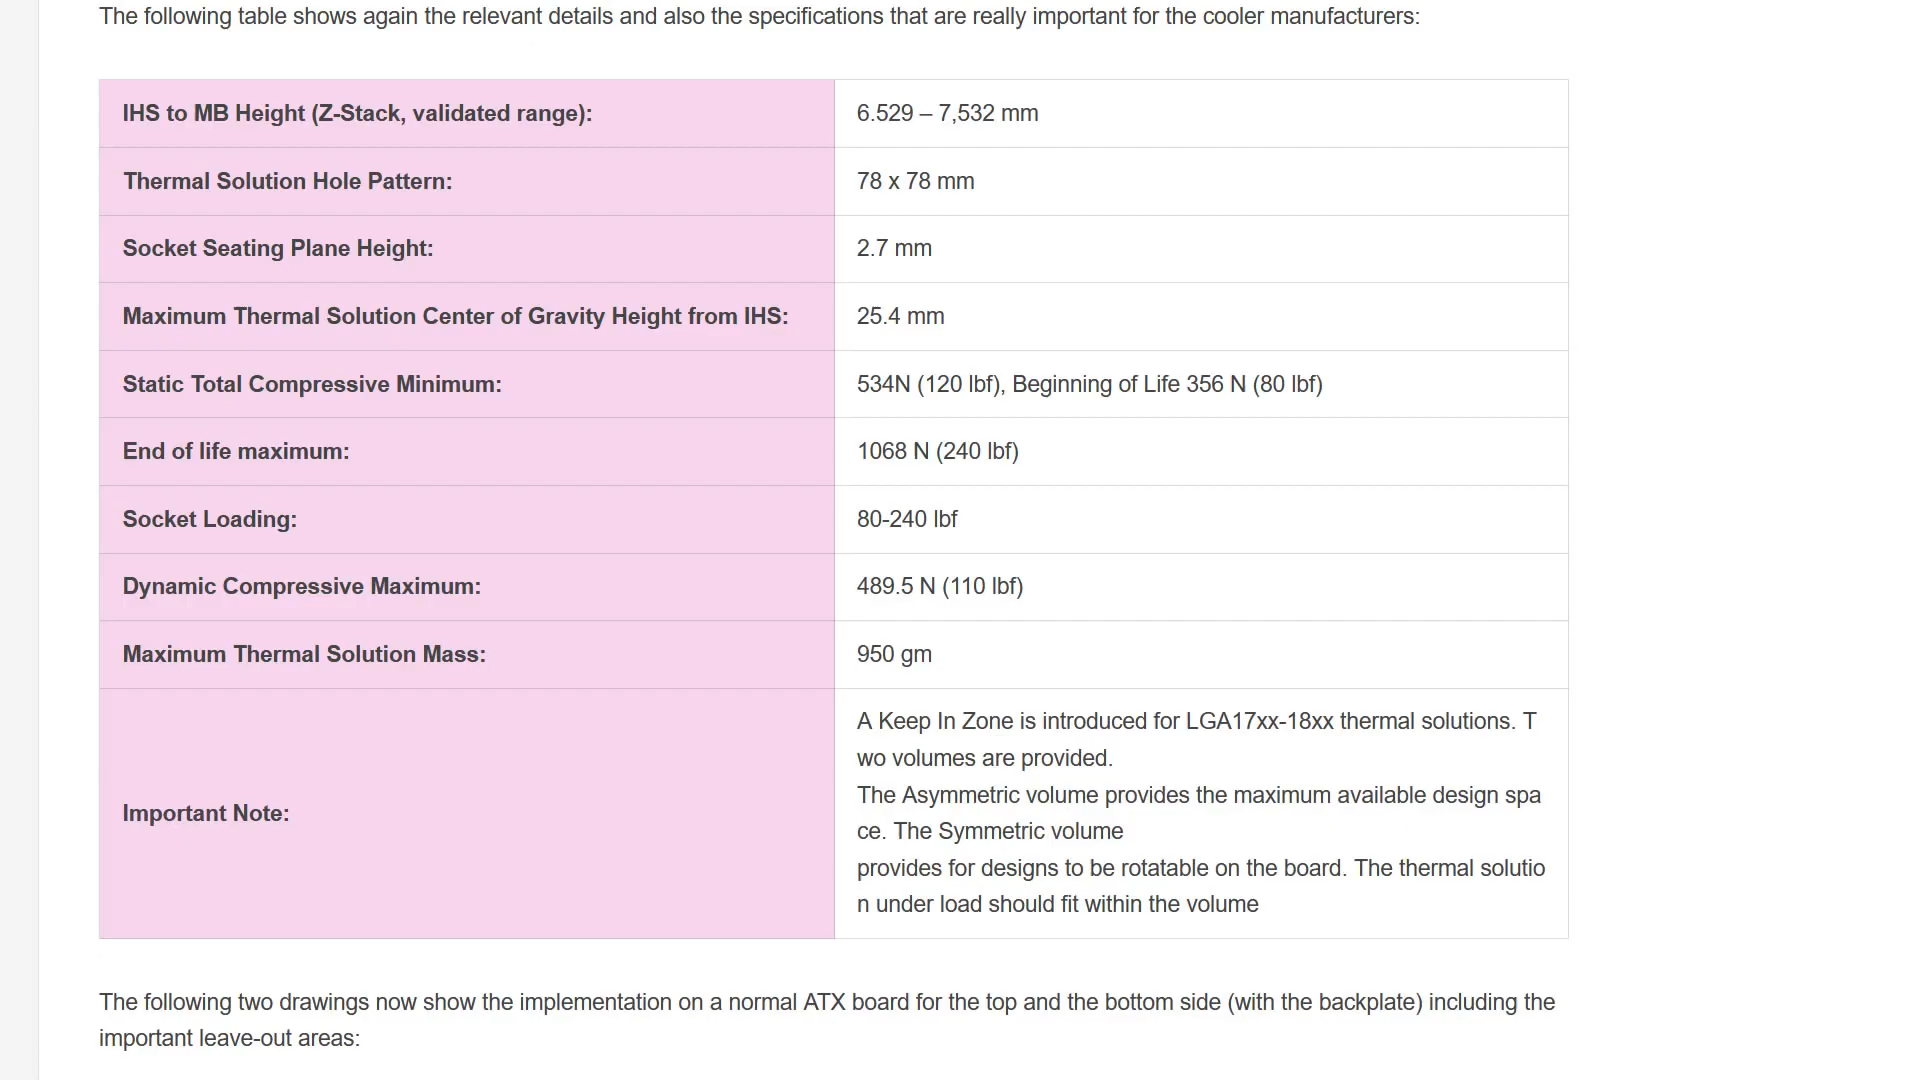 The following table shows again the relevant details and also the specifications that are really important for the cooler manufacturers:
IHS to MB Height (Z-Stack, validated range):
6.529 – 7,532 mm
Thermal Solution Hole Pattern:
78 x 78 mm
Socket Seating Plane Height:
2.7 mm
Maximum Thermal Solution Center of Gravity Height from IHS:
25.4 mm
Static Total Compressive Minimum:
534N (120 lbf), Beginning of Life 356 N (80 lbf)
End of life maximum:
1068 N (240 lbf)
Socket Loading:
80-240 lbf
Dynamic Compressive Maximum:
489.5 N (110 lbf)
Maximum Thermal Solution Mass:
950 gm
Important Note:
A Keep In Zone is introduced for LGA17xx-18xx thermal solutions. T
wo volumes are provided.
The Asymmetric volume provides the maximum available design spa
ce. The Symmetric volume
provides for designs to be rotatable on the board. The thermal solutio
n under load should fit within the volume
The following two drawings now show the implementation on a normal ATX board for the top and the bottom side (with the backplate) including the
important leave-out areas: